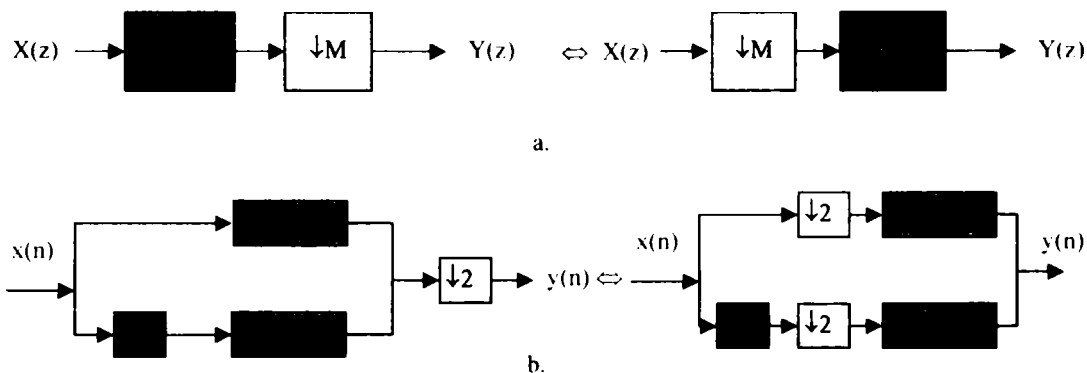 X(z) ↓M Y(z) ⇔ X(z) ↓M Y(z)
a.
x(n) ↓2 y(n) ⇔ x(n) ↓2 ↓2 y(n)
b.